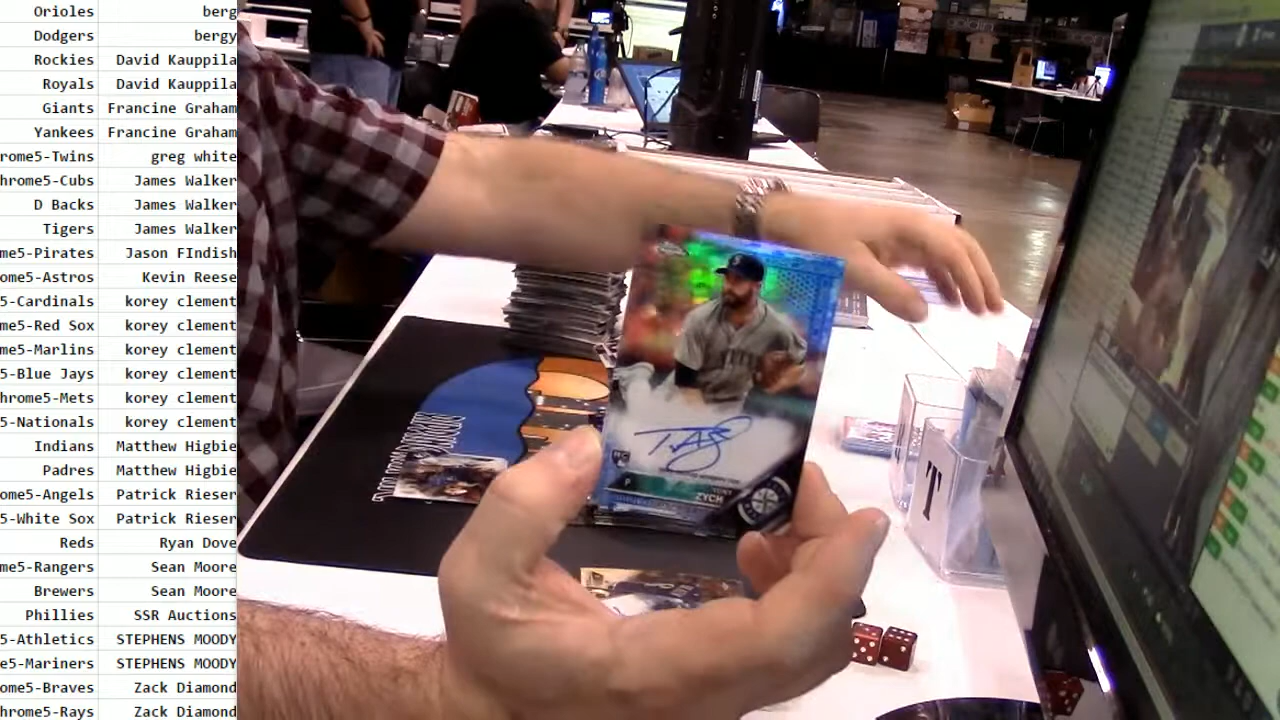 Orioles berg
Dodgers bergy
Rockies David Kauppila
Royals David Kauppila
Giants Francine Graham
Yankees Francine Graham
rome5-Twins greg white
hrome5-Cubs James Walker
D Backs James Walker
Tigers James Walker
me5-Pirates Jason FIndish
ome5-Astros Kevin Reese
5-Cardinals korey clement
me5-Red Sox korey clement
me5-Marlins korey clement
5-Blue Jays korey clement
hrome5-Mets korey clement
5-Nationals korey clement
Indians Matthew Higbie
Padres Matthew Higbie
ome5-Angels Patrick Rieser
5-White Sox Patrick Rieser
Reds Ryan Dove
me5-Rangers Sean Moore
Brewers Sean Moore
Phillies SSR Auctions
5-Athletics STEPHENS MOODY
e5-Mariners STEPHENS MOODY
ome5-Braves Zack Diamond
hrome5-Rays Zack Diamond
RC
P
TONY
ZYCH
T